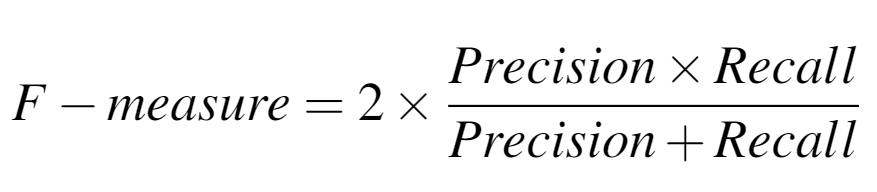 F − measure = 2 × Precision × Recall
Precision + Recall